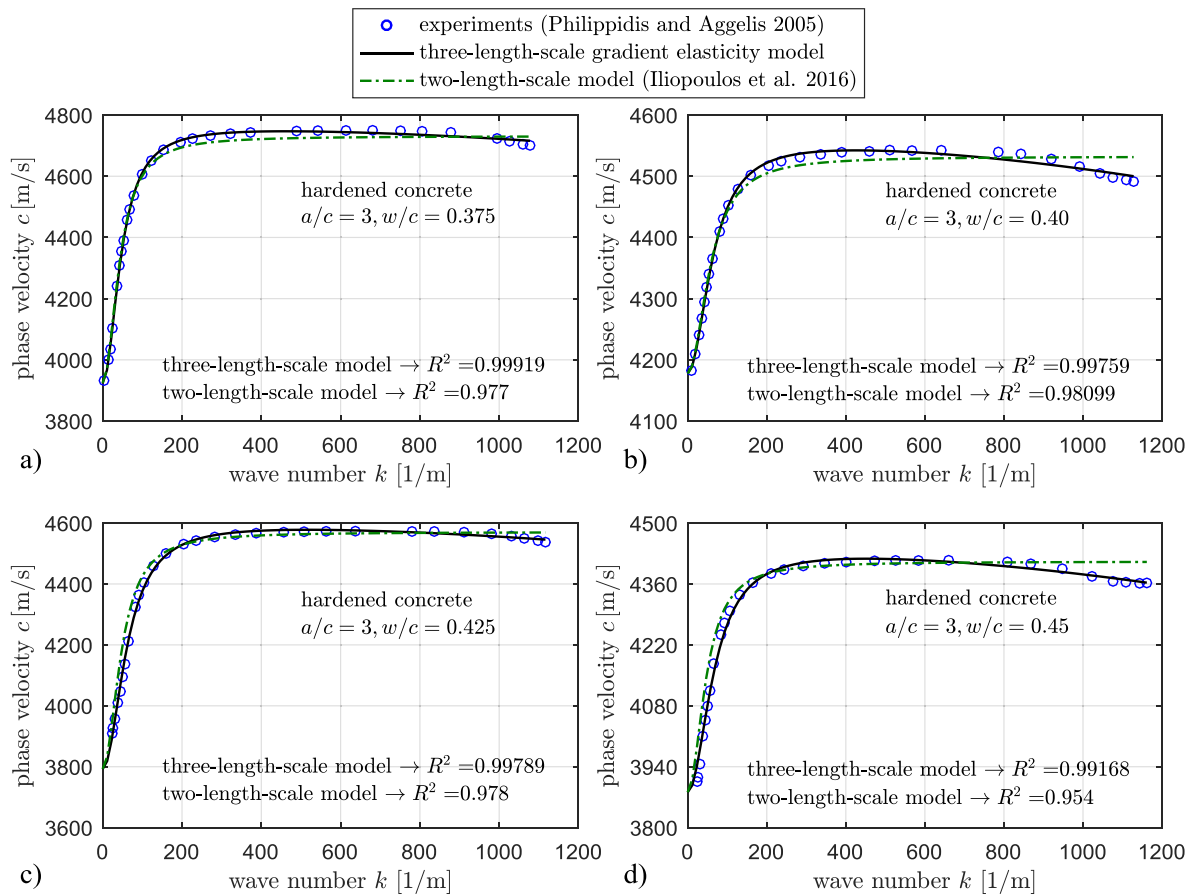 experiments (Philippidis and Aggelis 2005)
three-length-scale gradient elasticity model
two-length-scale model (Iliopoulos et al. 2016)
4800
4600
4400
4200
4000
3800
phase velocity c [m/s]
hardened concrete
a/c = 3, w/c = 0.375
three-length-scale model → R² =0.99919
two-length-scale model → R² =0.977
0 200 400 600 800 1000 1200
wave number k [1/m]
a)
4600
4500
4400
4300
4200
4100
phase velocity c [m/s]
hardened concrete
a/c = 3, w/c = 0.40
three-length-scale model → R² =0.99759
two-length-scale model → R² =0.98099
0 200 400 600 800 1000 1200
wave number k [1/m]
b)
4600
4400
4200
4000
3800
3600
phase velocity c [m/s]
hardened concrete
a/c = 3, w/c = 0.425
three-length-scale model → R² =0.99789
two-length-scale model → R² =0.978
0 200 400 600 800 1000 1200
wave number k [1/m]
c)
4500
4360
4220
4080
3940
3800
phase velocity c [m/s]
hardened concrete
a/c = 3, w/c = 0.45
three-length-scale model → R² =0.99168
two-length-scale model → R² =0.954
0 200 400 600 800 1000 1200
wave number k [1/m]
d)